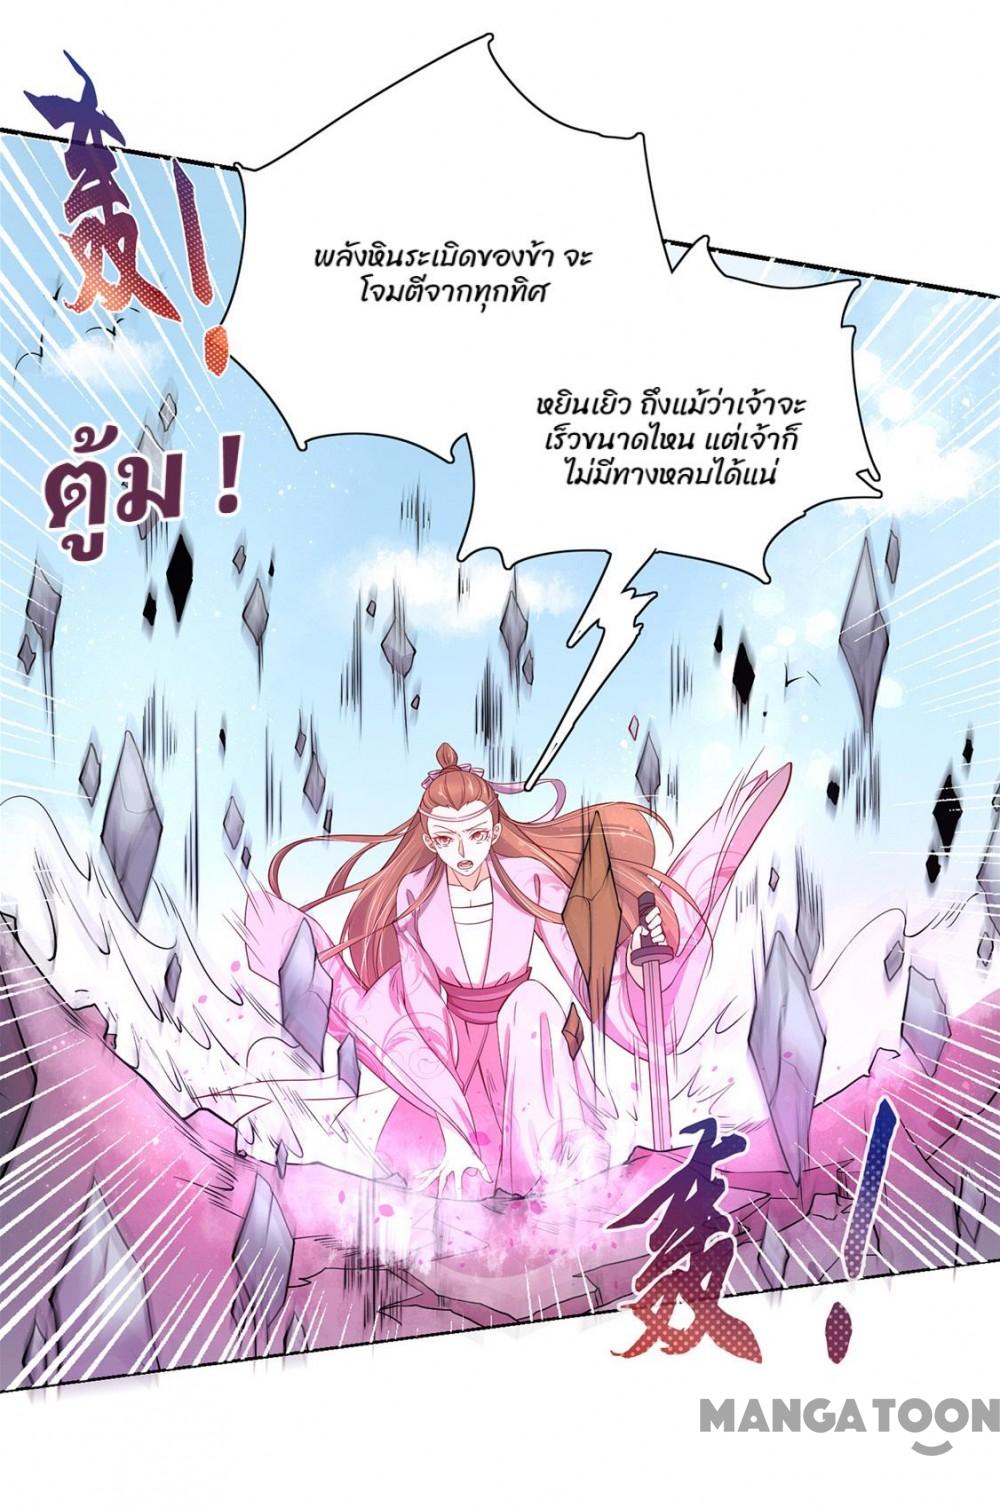 轰!
พลังหินระเบิดของข้า จะ
โจมตีจากทุกทิศ
หยินเยิว ถึงแม้ว่าเจ้าจะ
เร็วขนาดไหน แต่เจ้าก็
ไม่มีทางหลบได้แน่
ตู้ม !
轰!
MANGATOON